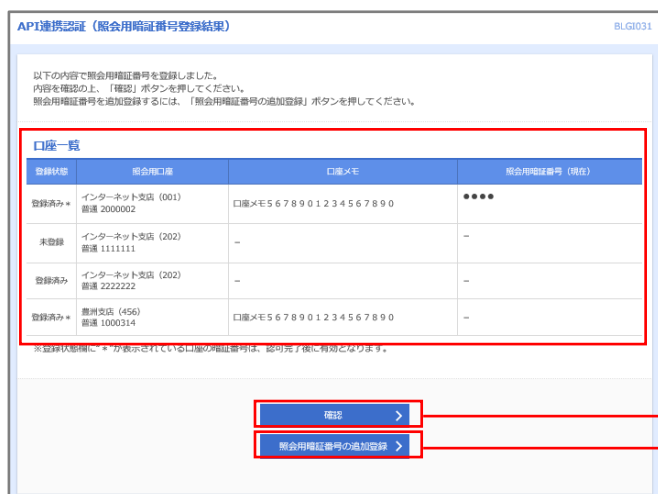 API連携認証（照会用暗証番号登録結果）
BLGI031
以下の内容で照会用暗証番号を登録しました。
内容を確認の上、「確認」ボタンを押してください。
照会用暗証番号を追加登録するには、「照会用暗証番号の追加登録」ボタンを押してください。
口座一覧
登録状態 照会用口座 口座メモ 照会用暗証番号（現在）
登録済み＊ インターネット支店（001） 口座メモ５６７８９０１２３４５６７８９０ ●●●●
普通 2000002
未登録 インターネット支店（202） － －
普通 1111111
登録済み インターネット支店（202） － －
普通 2222222
登録済み＊ 豊洲支店（456） 口座メモ５６７８９０１２３４５６７８９０ －
普通 1000314
※登録状態欄に"＊"が表示されている口座の暗証番号は、認可完了後に有効となります。
確認
照会用暗証番号の追加登録